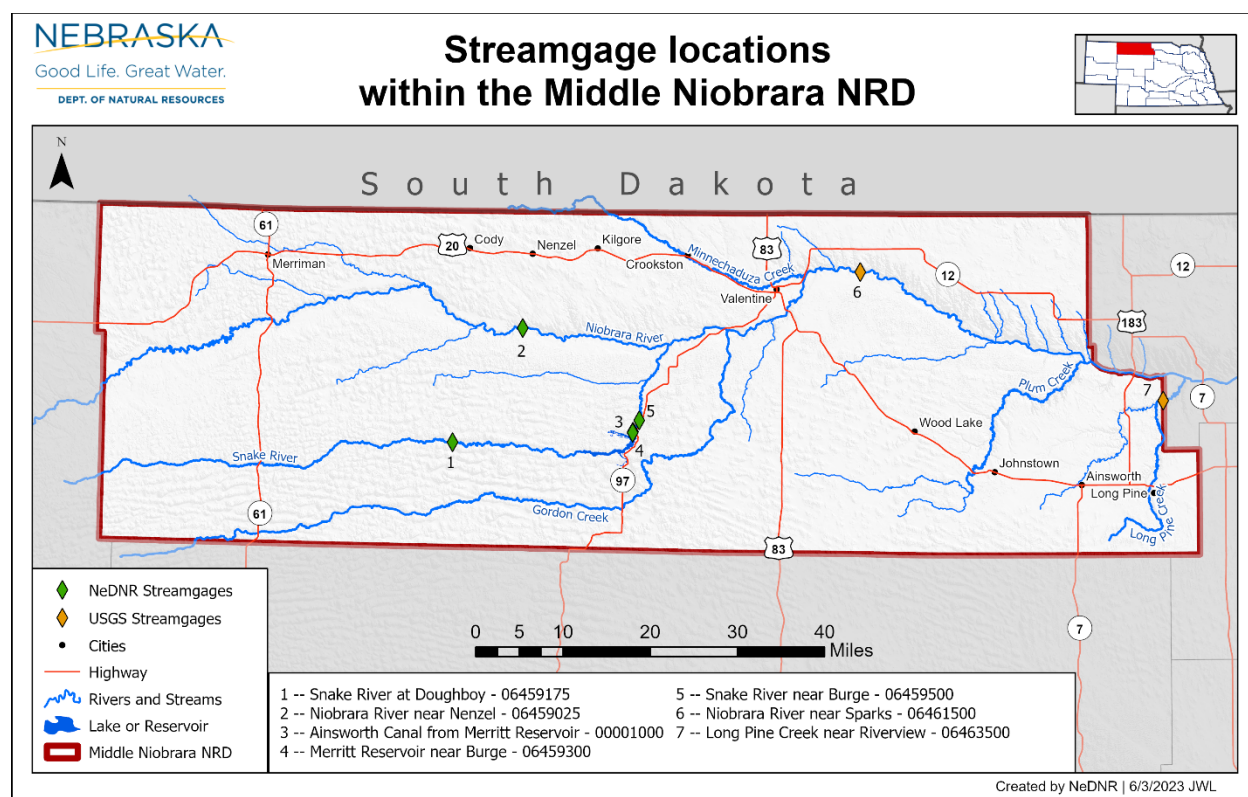 NEBRASKA
Good Life. Great Water.
DEPT. OF NATURAL RESOURCES
Streamgage locations
within the Middle Niobrara NRD
N
South Dakota
61
20
Cody
Nenzel
Kilgore
Crookston
Merriman
Minnechaduza Creek
83
Valentine
6
12
12
183
Niobrara River
2
Plum Creek
7
7
3
5
4
Wood Lake
Snake River
1
97
Johnstown
Ainsworth
Long Pine
61
Gordon Creek
Long Pine Creek
83
7
NeDNR Streamgages
USGS Streamgages
Cities
Highway
Rivers and Streams
Lake or Reservoir
Middle Niobrara NRD
0 5 10 20 30 40
Miles
1 -- Snake River at Doughboy - 06459175
2 -- Niobrara River near Nenzel - 06459025
3 -- Ainsworth Canal from Merritt Reservoir - 00001000
4 -- Merritt Reservoir near Burge - 06459300
5 -- Snake River near Burge - 06459500
6 -- Niobrara River near Sparks - 06461500
7 -- Long Pine Creek near Riverview - 06463500
Created by NeDNR | 6/3/2023 JWL